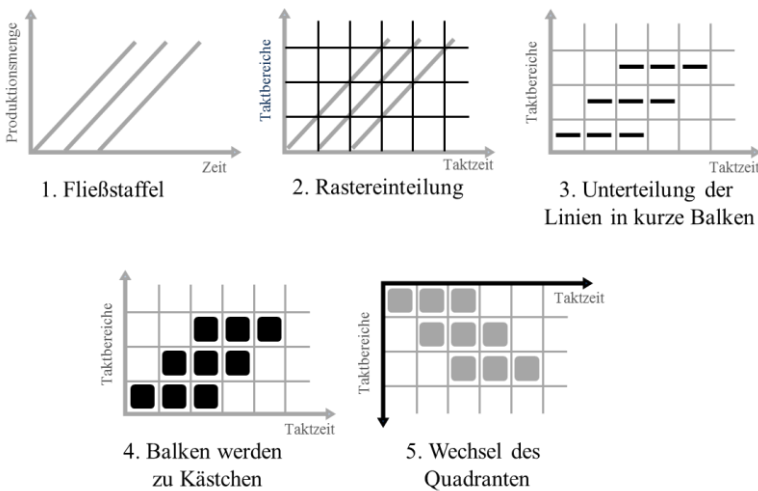 Produktionsmenge
Zeit
1. Fließstaffel
Taktbereiche
Taktzeit
2. Rastereinteilung
Taktbereiche
Taktzeit
3. Unterteilung der
Linien in kurze Balken
Taktbereiche
Taktzeit
4. Balken werden
zu Kästchen
Taktbereiche
Taktzeit
5. Wechsel des
Quadranten